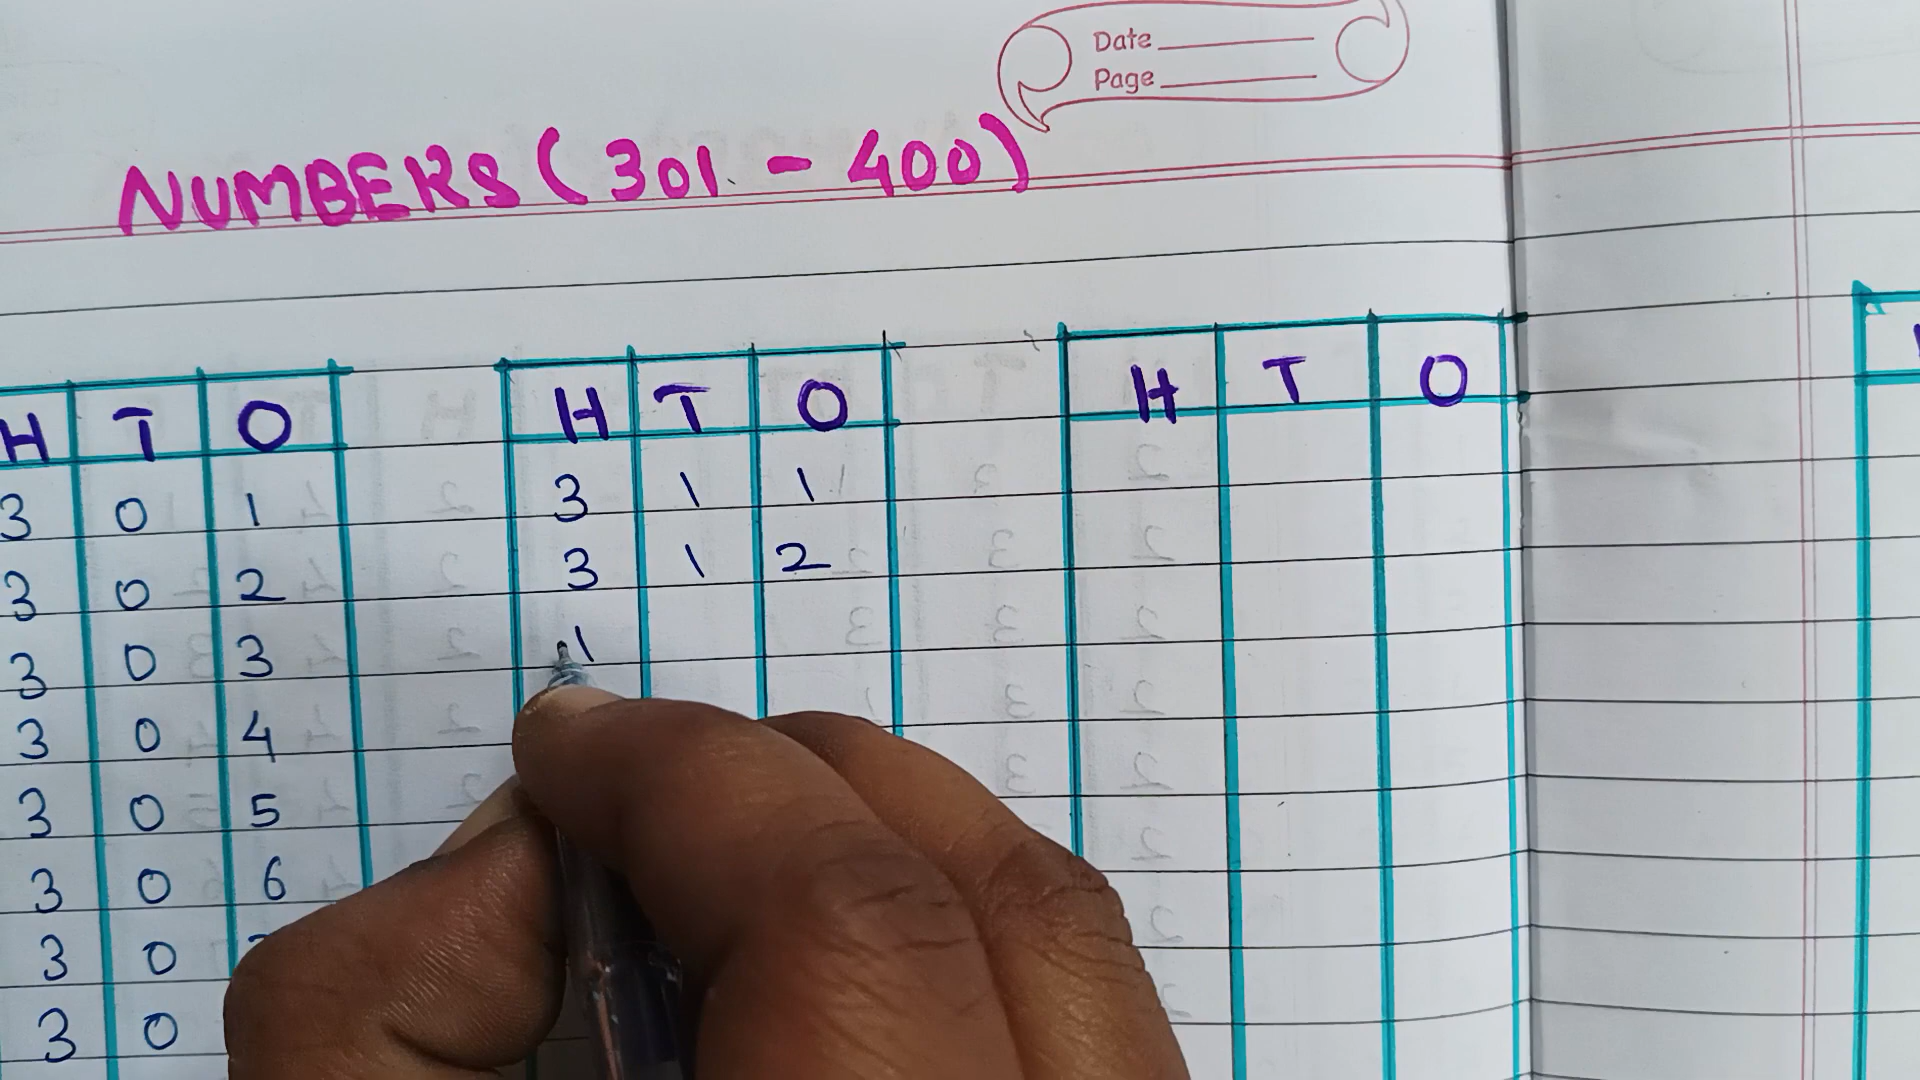 Date
Page
NUMBERS (301 - 400)
H T O H T O H T O
3 0 1 3 1 1
3 0 2 3 1 2
3 0 3 1
3 0 4
3 0 5
3 0 6
3 0
3 0